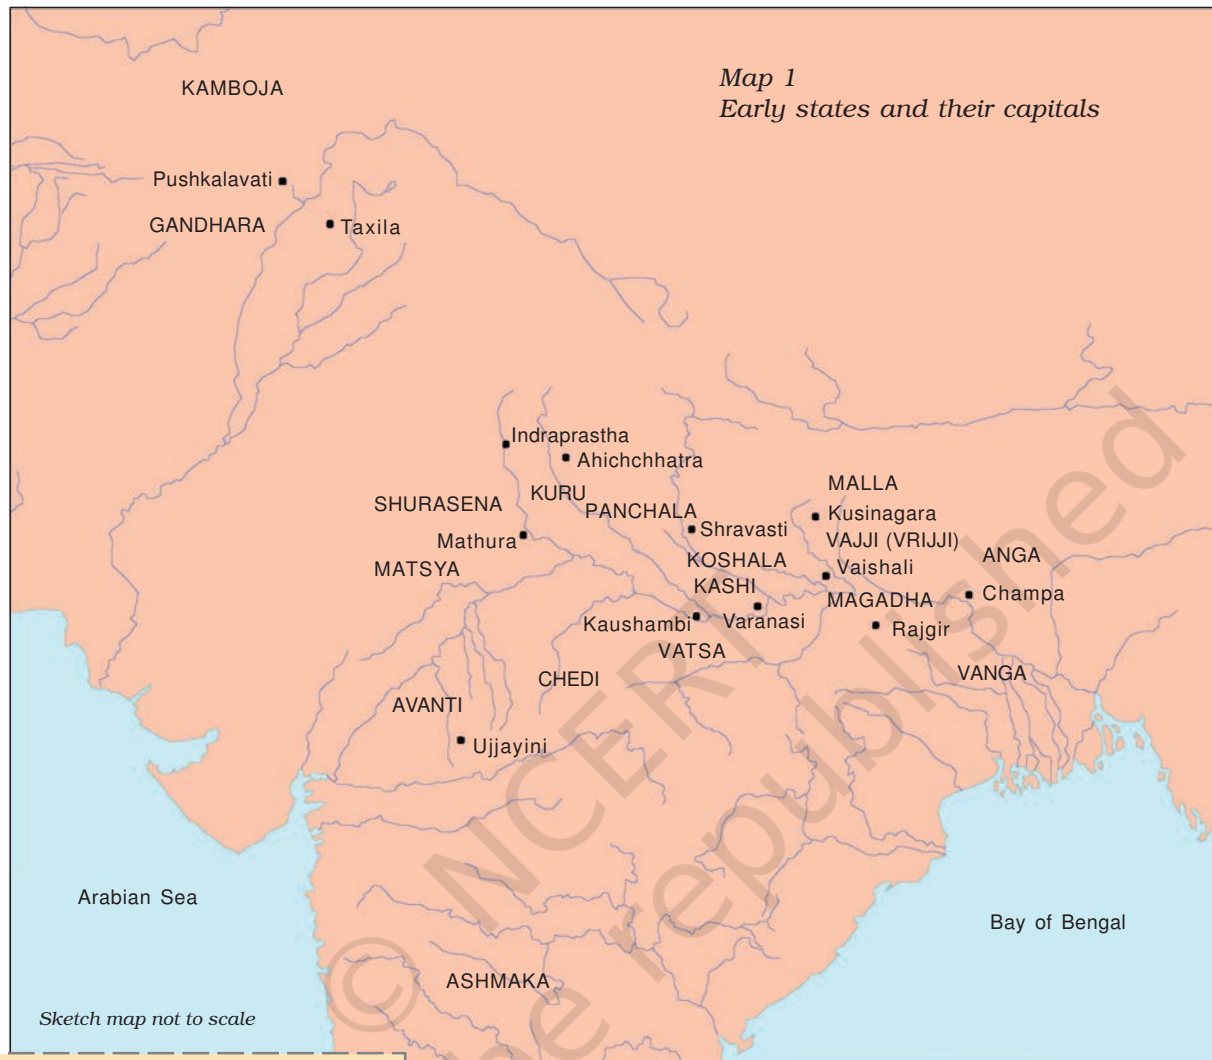 Map 1
Early states and their capitals
KAMBOJA
Pushkalavati
GANDHARA
Taxila
Indraprastha
Ahichchhatra
KURU
SHURASENA
PANCHALA
MALLA
Kusinagara
Mathura
Shravasti
VAJJI (VRIJJI)
MATSYA
KOSHALA
Vaishali
ANGA
KASHI
MAGADHA
Champa
Kaushambi
Varanasi
Rajgir
VATSA
CHEDI
VANGA
AVANTI
Ujjayini
Arabian Sea
Bay of Bengal
ASHMAKA
Sketch map not to scale
© NCERT
be republished